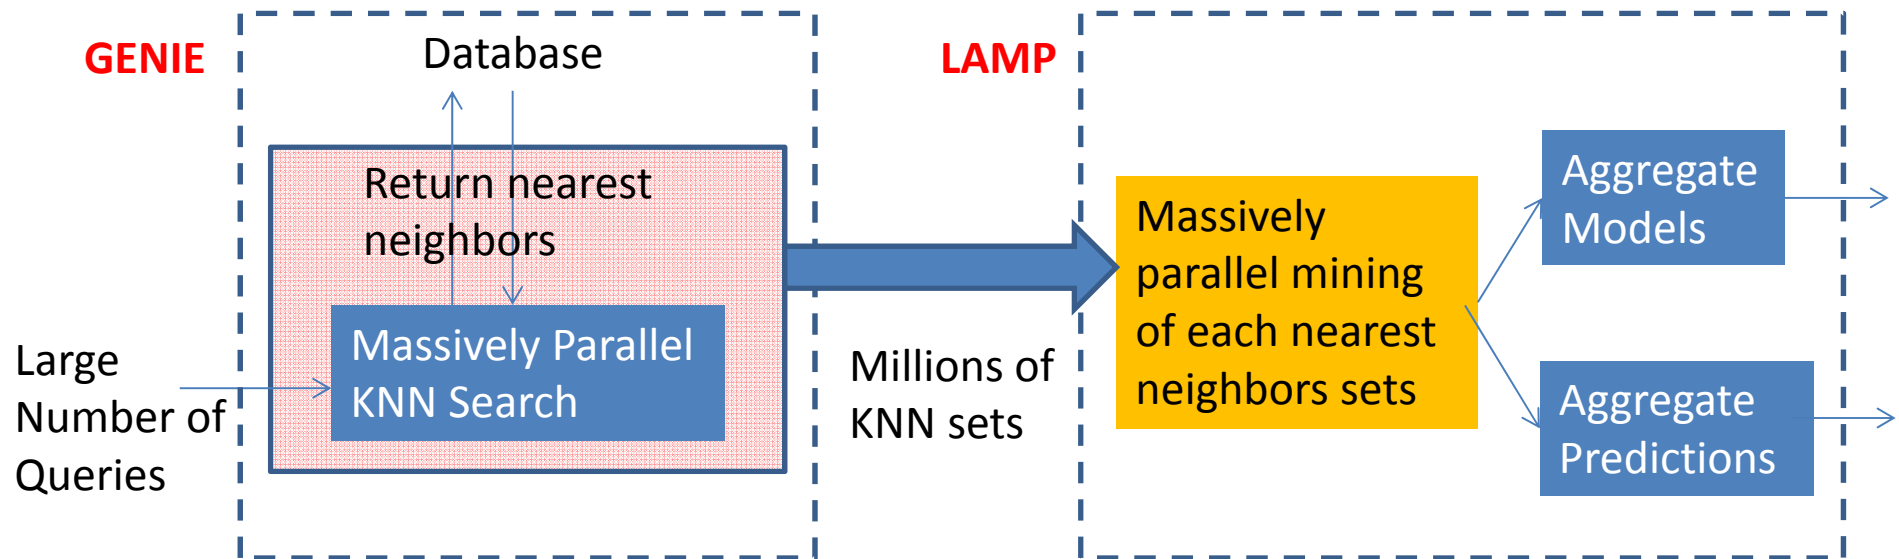 GENIE
Database
Return nearest
neighbors
Massively Parallel
KNN Search
Large
Number of
Queries
LAMP
Millions of
KNN sets
Massively
parallel mining
of each nearest
neighbors sets
Aggregate
Models
Aggregate
Predictions